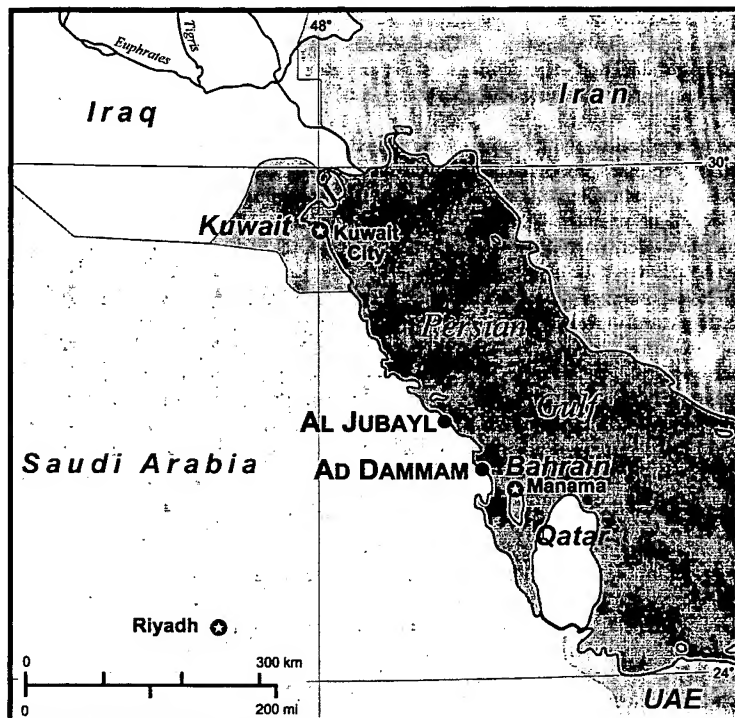 48°
Euphrates
Tigris
Iraq
Iran
30°
Kuwait
Kuwait
City
Persian
Gulf
AL JUBAYL
Saudi Arabia
AD DAMMAM
Bahrain
Manama
Qatar
Riyadh
0 300 km
0 200 mi
24°
UAE